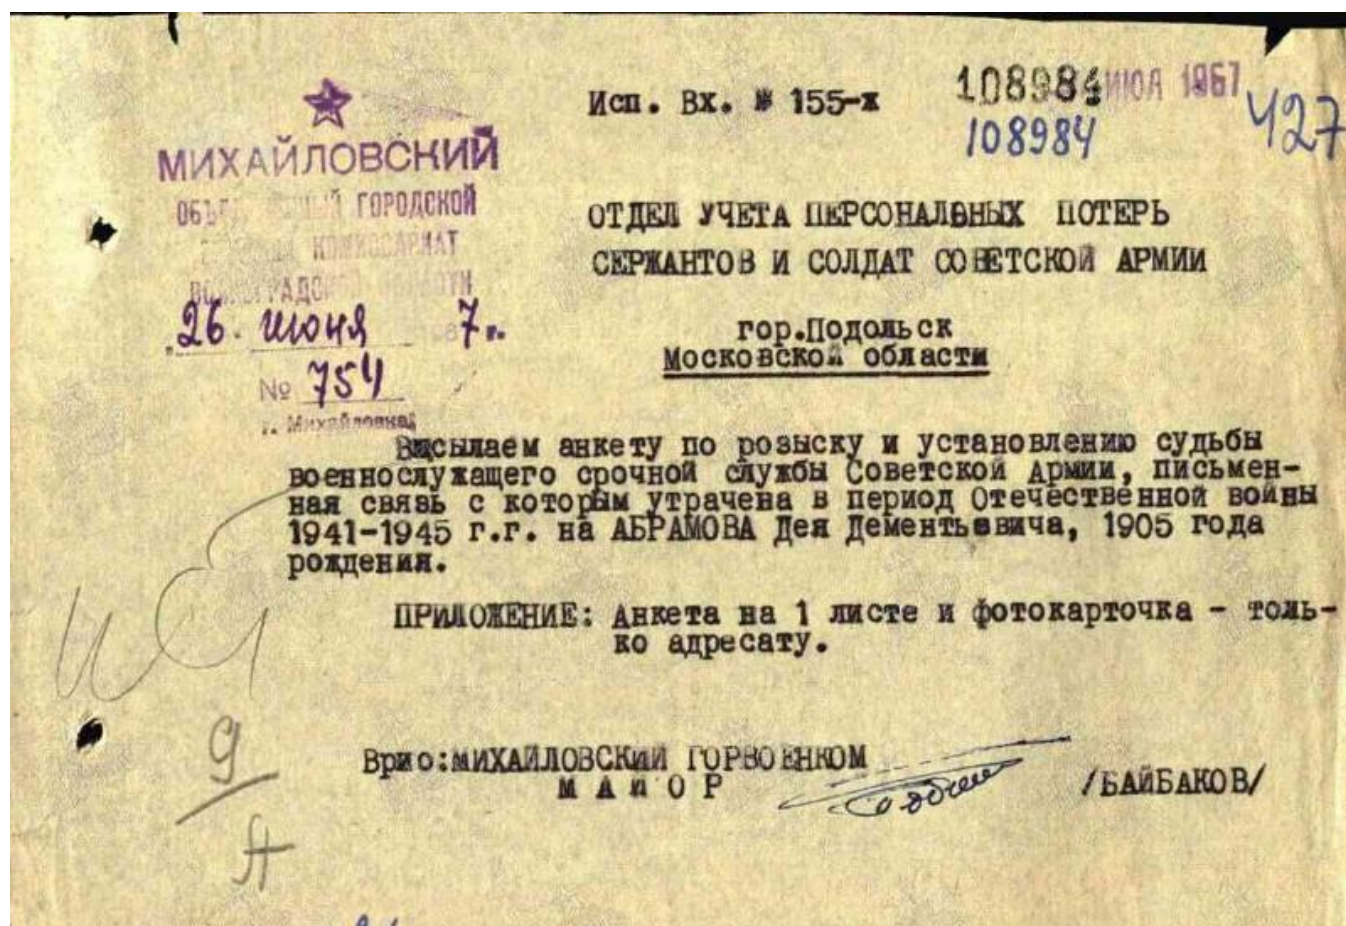 Исп. Вх. № 155-ж
108984 ИЮЛ 1967
108984
427
МИХАЙЛОВСКИЙ
ГОРОДСКОЙ
КОМИССАРИАТ
„26. июня 7 г.
№ 754
г. Михайловка
ОТДЕЛ УЧЕТА ПЕРСОНАЛЬНЫХ ПОТЕРЬ
СЕРЖАНТОВ И СОЛДАТ СОВЕТСКОЙ АРМИИ
гор.Подольск
Московской области
Высылаем анкету по розыску и установлению судьбы
военнослужащего срочной службы Советской Армии, письмен-
ная связь с которым утрачена в период Отечественной войны
1941-1945 г.г. на АБРАМОВА Дея Дементьевича, 1905 года
рождения.
ПРИЛОЖЕНИЕ: Анкета на 1 листе и фотокарточка - толь-
ко адресату.
9
А
Врио:МИХАЙЛОВСКИЙ ГОРВОЕНКОМ
МАЙОР
/БАЙБАКОВ/